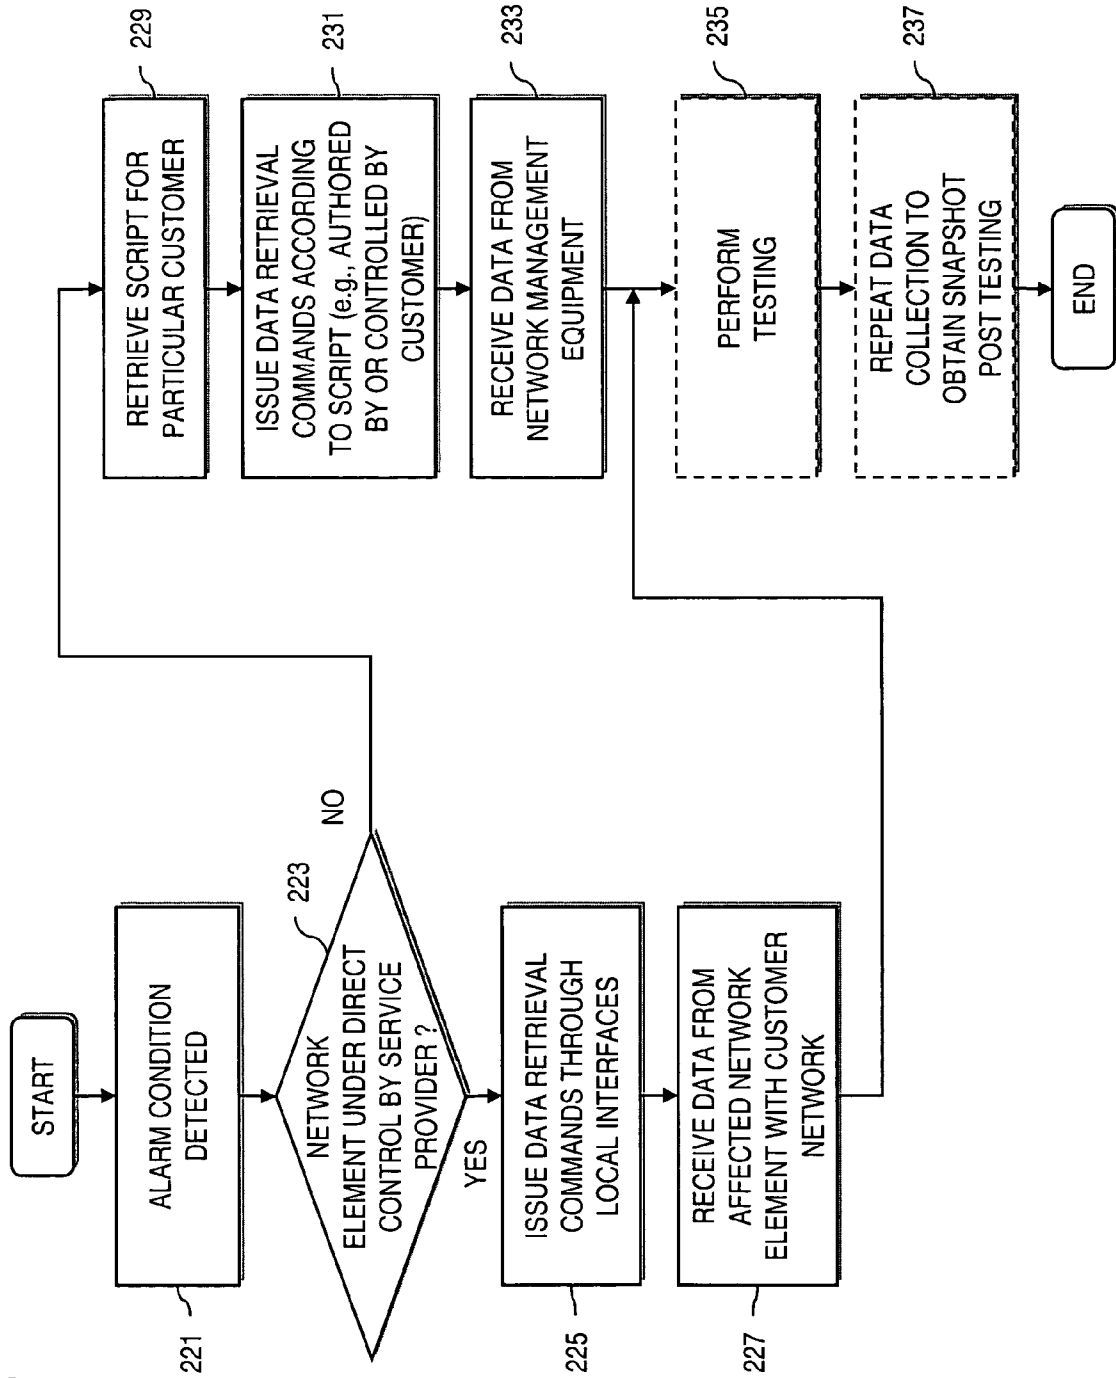 START
ALARM CONDITION
DETECTED
221
NETWORK
ELEMENT UNDER DIRECT
CONTROL BY SERVICE
PROVIDER?
223
NO
YES
ISSUE DATA RETRIEVAL
COMMANDS THROUGH
LOCAL INTERFACES
225
RECEIVE DATA FROM
AFFECTED NETWORK
ELEMENT WITH CUSTOMER
NETWORK
227
RETRIEVE SCRIPT FOR
PARTICULAR CUSTOMER
229
ISSUE DATA RETRIEVAL
COMMANDS ACCORDING
TO SCRIPT (e.g., AUTHORED
BY OR CONTROLLED BY
CUSTOMER)
231
RECEIVE DATA FROM
NETWORK MANAGEMENT
EQUIPMENT
233
PERFORM
TESTING
235
REPEAT DATA
COLLECTION TO
OBTAIN SNAPSHOT
POST TESTING
237
END